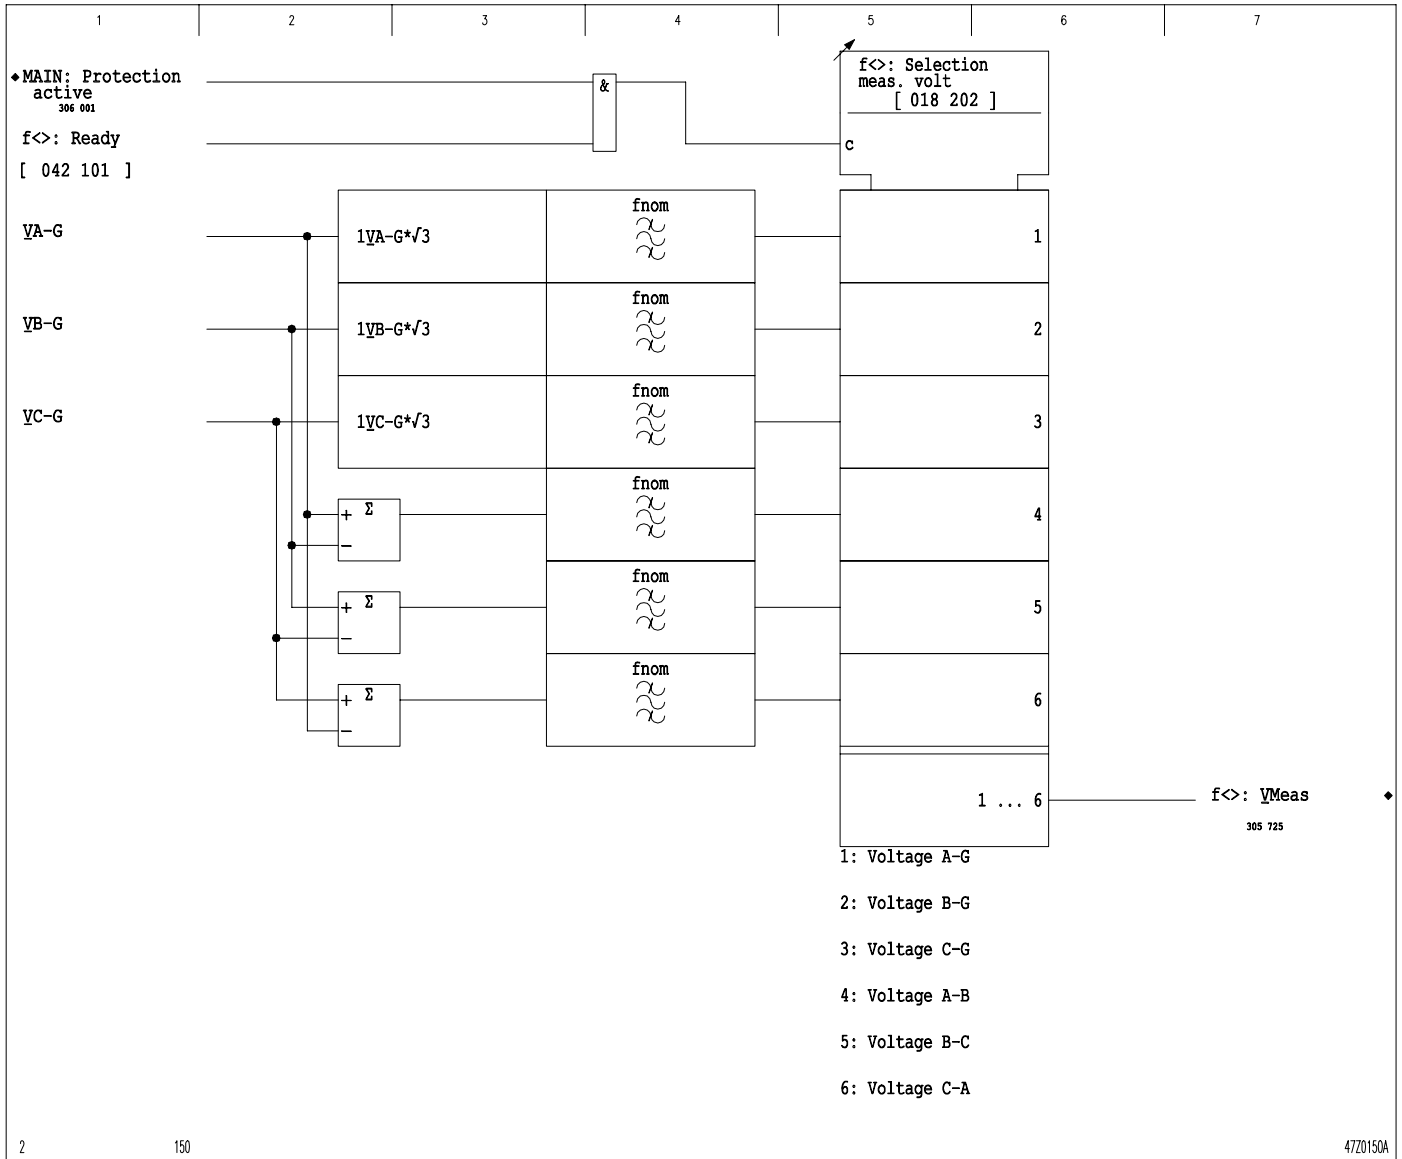 1 2 3 4 5 6 7
◆MAIN: Protection
active
306 001
f<>: Ready
[ 042 101 ]
&
f<>: Selection
meas. volt
[ 018 202 ]
c
VA-G
1VA-G*√3
fnom
1
VB-G
1VB-G*√3
fnom
2
VC-G
1VC-G*√3
fnom
3
+ Σ
−
fnom
4
+ Σ
−
fnom
5
+ Σ
−
fnom
6
1 ... 6
f<>: VMeas ◆
305 725
1: Voltage A-G
2: Voltage B-G
3: Voltage C-G
4: Voltage A-B
5: Voltage B-C
6: Voltage C-A
2 150 47Z0150A